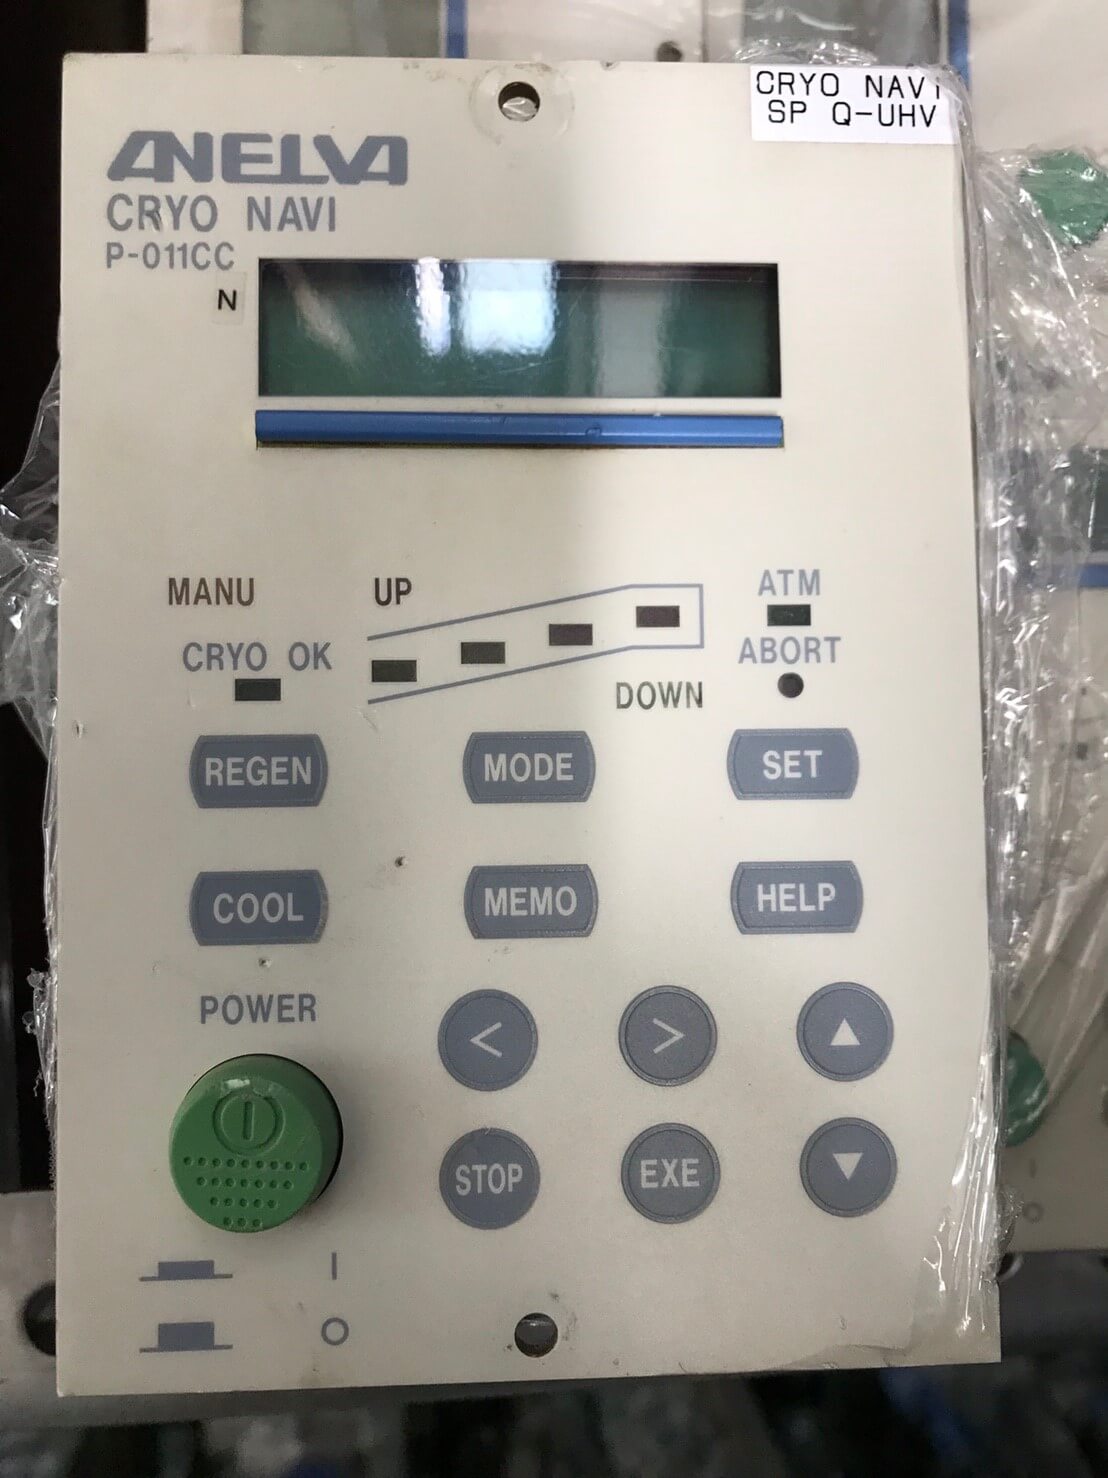 CRYO NAVI
SP Q-UHV
ANELVA
CRYO NAVI
P-011CC
N
MANU
UP
ATM
CRYO OK
ABORT
DOWN
REGEN
MODE
SET
COOL
MEMO
HELP
POWER
< > ▲
STOP
EXE
▼
I
O